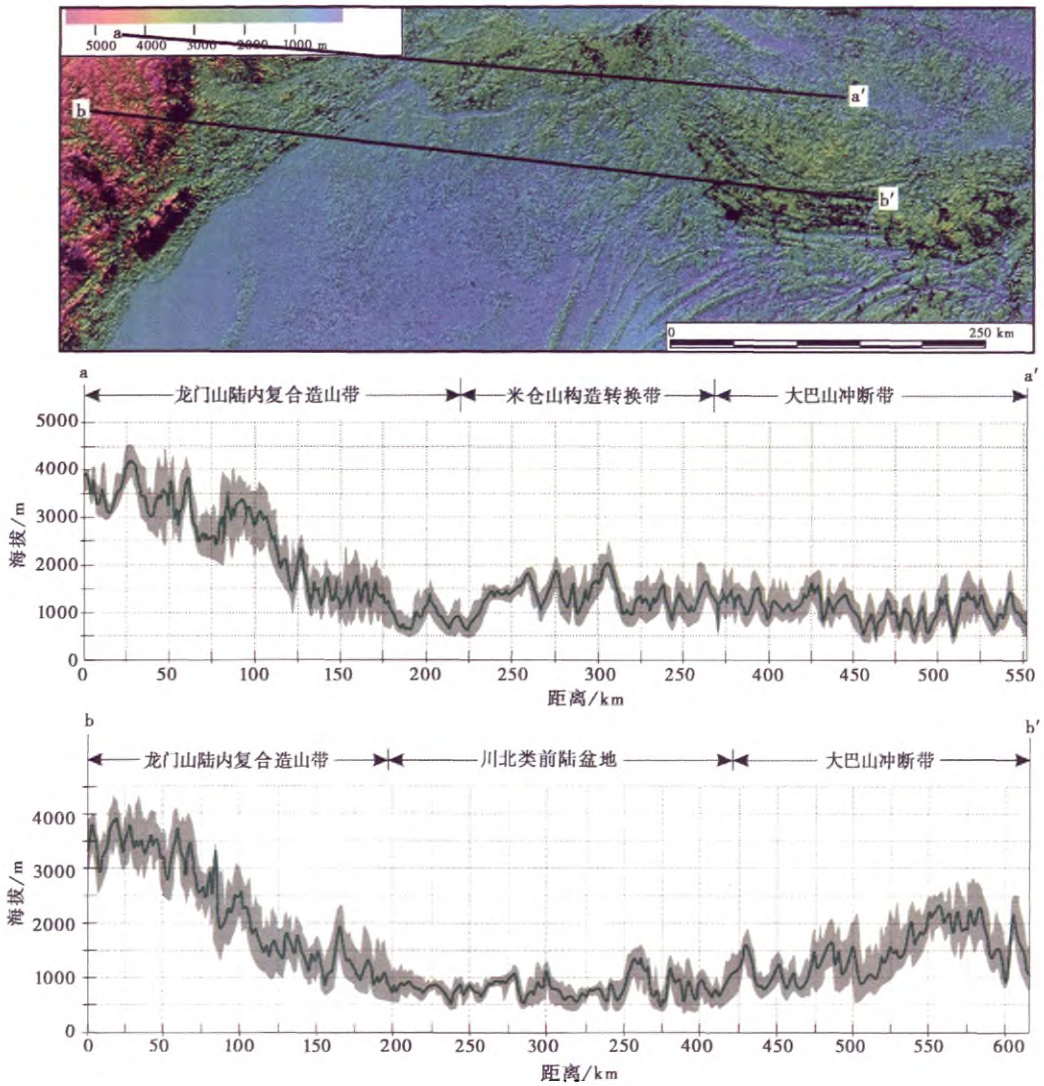 a
5000 4000 3000 2000 1000 m
b
a′
b′
0 250 km
a a′
龙门山陆内复合造山带 米仓山构造转换带 大巴山冲断带
5000
4000
3000
2000
1000
0
海拔/m
0 50 100 150 200 250 300 350 400 450 500 550
距离/km
b b′
龙门山陆内复合造山带 川北类前陆盆地 大巴山冲断带
4000
3000
2000
1000
0
海拔/m
0 50 100 150 200 250 300 350 400 450 500 550 600
距离/km